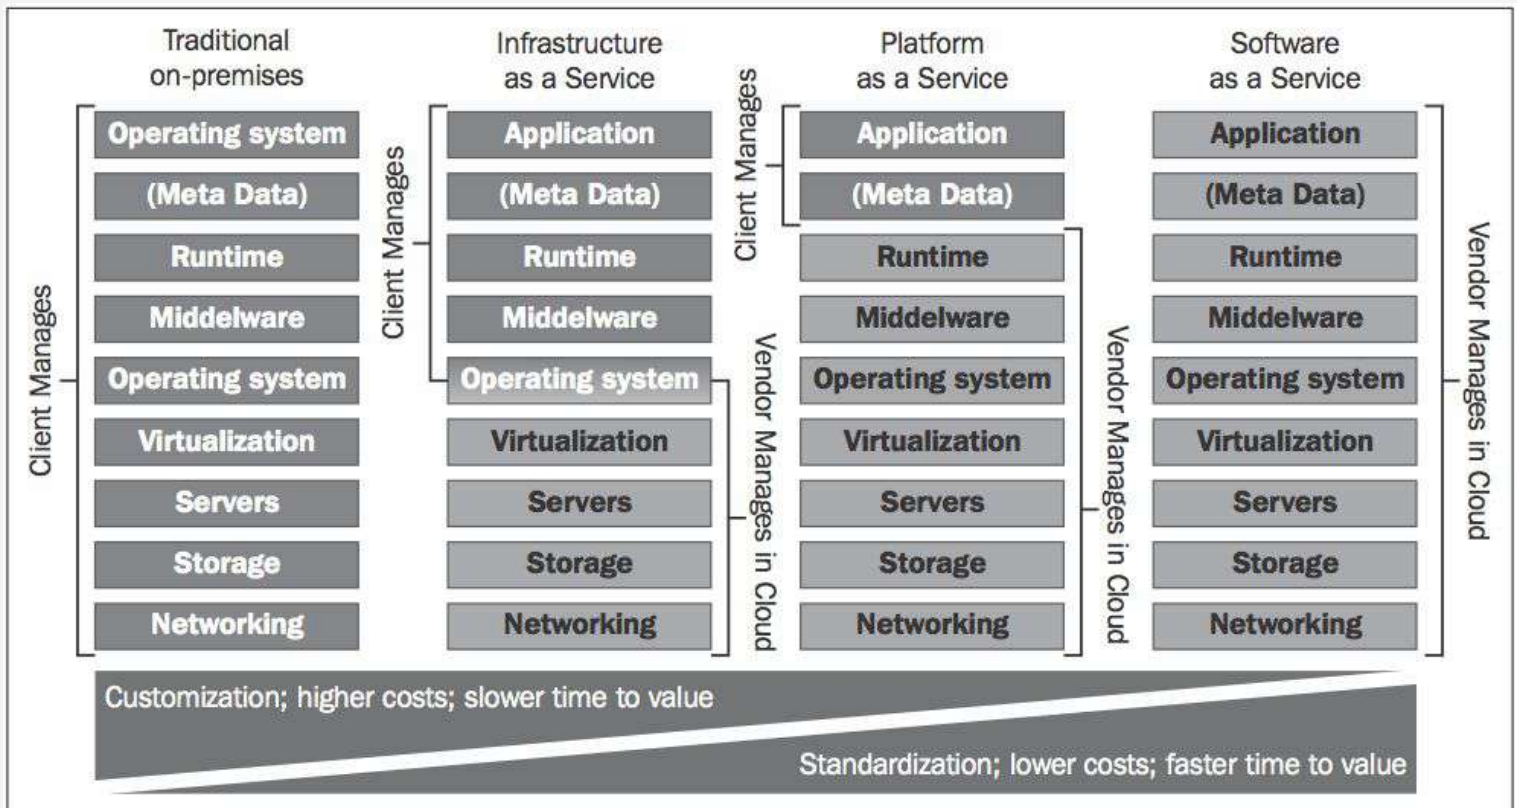 Traditional
on-premises
Client Manages
Operating system
(Meta Data)
Runtime
Middelware
Operating system
Virtualization
Servers
Storage
Networking
Infrastructure
as a Service
Client Manages
Application
(Meta Data)
Runtime
Middelware
Operating system
Virtualization
Servers
Storage
Networking
Vendor Manages in Cloud
Platform
as a Service
Client Manages
Application
(Meta Data)
Runtime
Middelware
Operating system
Virtualization
Servers
Storage
Networking
Vendor Manages in Cloud
Software
as a Service
Application
(Meta Data)
Runtime
Middelware
Operating system
Virtualization
Servers
Storage
Networking
Vendor Manages in Cloud
Customization; higher costs; slower time to value
Standardization; lower costs; faster time to value